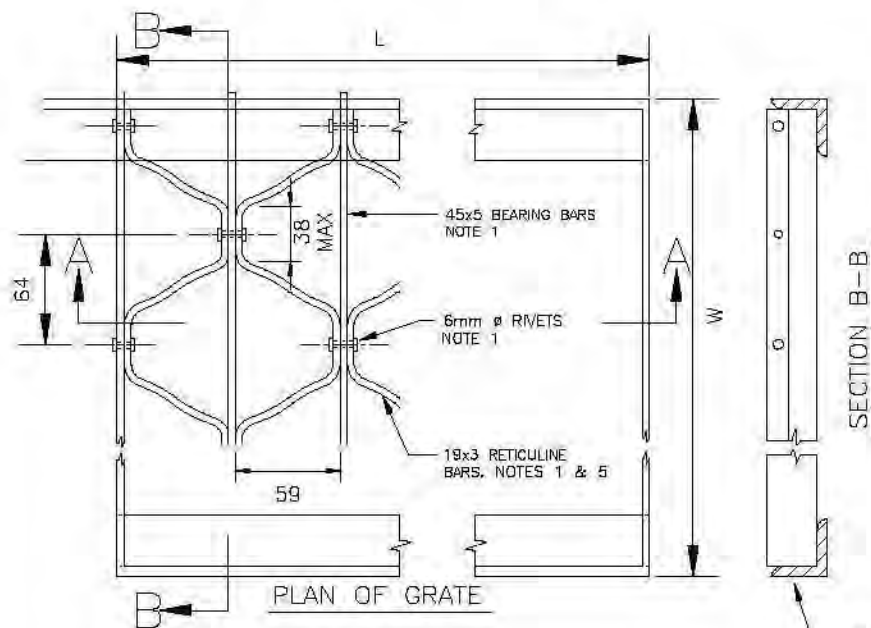 B
L
45x5 BEARING BARS
NOTE 1
38
MAX
A
A
64
6mm ø RIVETS
NOTE 1
W
SECTION B-B
19x3 RETICULINE
BARS. NOTES 1 & 5
59
B
PLAN OF GRATE